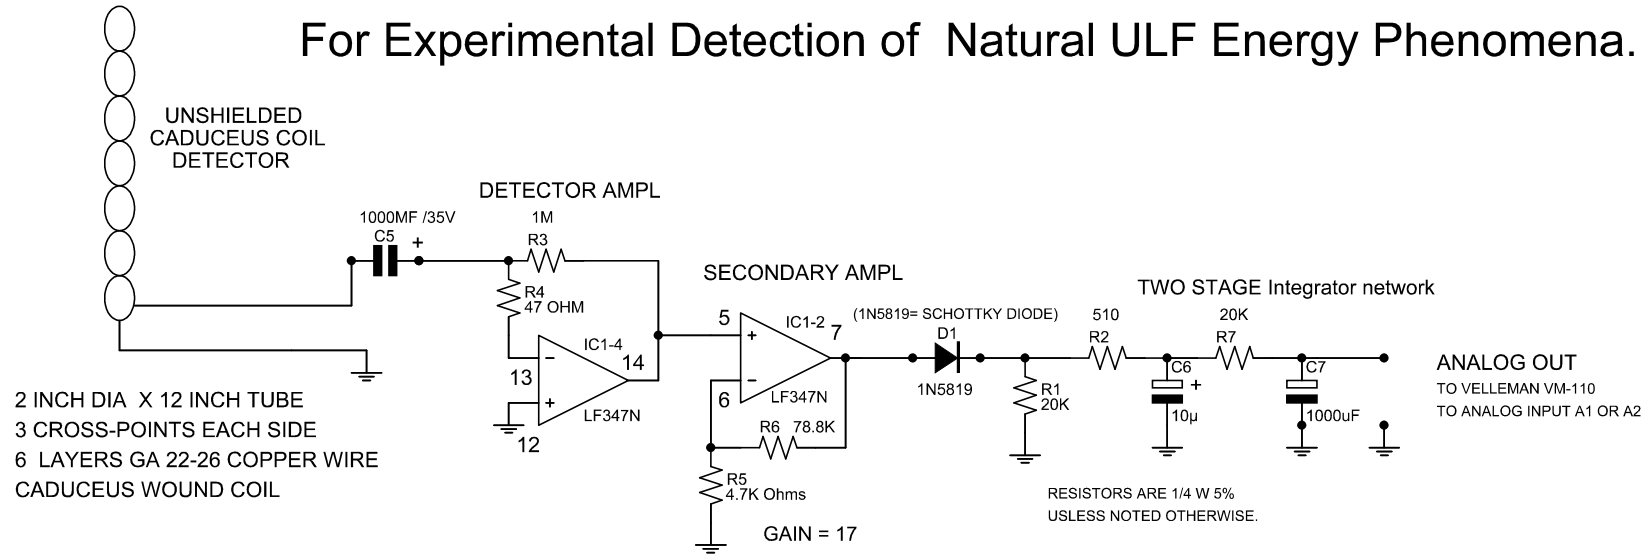 For Experimental Detection of Natural ULF Energy Phenomena.
UNSHIELDED
CADUCEUS COIL
DETECTOR
DETECTOR AMPL
1000MF /35V
C5
+
1M
R3
R4
47 OHM
IC1-4
13
14
12
-
+
LF347N
SECONDARY AMPL
5
IC1-2
7
+
-
6
LF347N
R6 78.8K
R5
4.7K Ohms
GAIN = 17
(1N5819= SCHOTTKY DIODE)
D1
1N5819
R1
20K
TWO STAGE Integrator network
510
R2
20K
R7
C6
+
10µ
C7
1000uF
ANALOG OUT
TO VELLEMAN VM-110
TO ANALOG INPUT A1 OR A2
2 INCH DIA X 12 INCH TUBE
3 CROSS-POINTS EACH SIDE
6 LAYERS GA 22-26 COPPER WIRE
CADUCEUS WOUND COIL
RESISTORS ARE 1/4 W 5%
USLESS NOTED OTHERWISE.